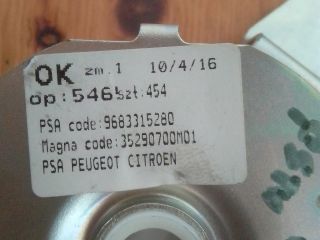 OK zm.1 10/4/16
op:546 szt:454
PSA code:9683315280
Magna code:35290700M01
PSA PEUGEOT CITROEN